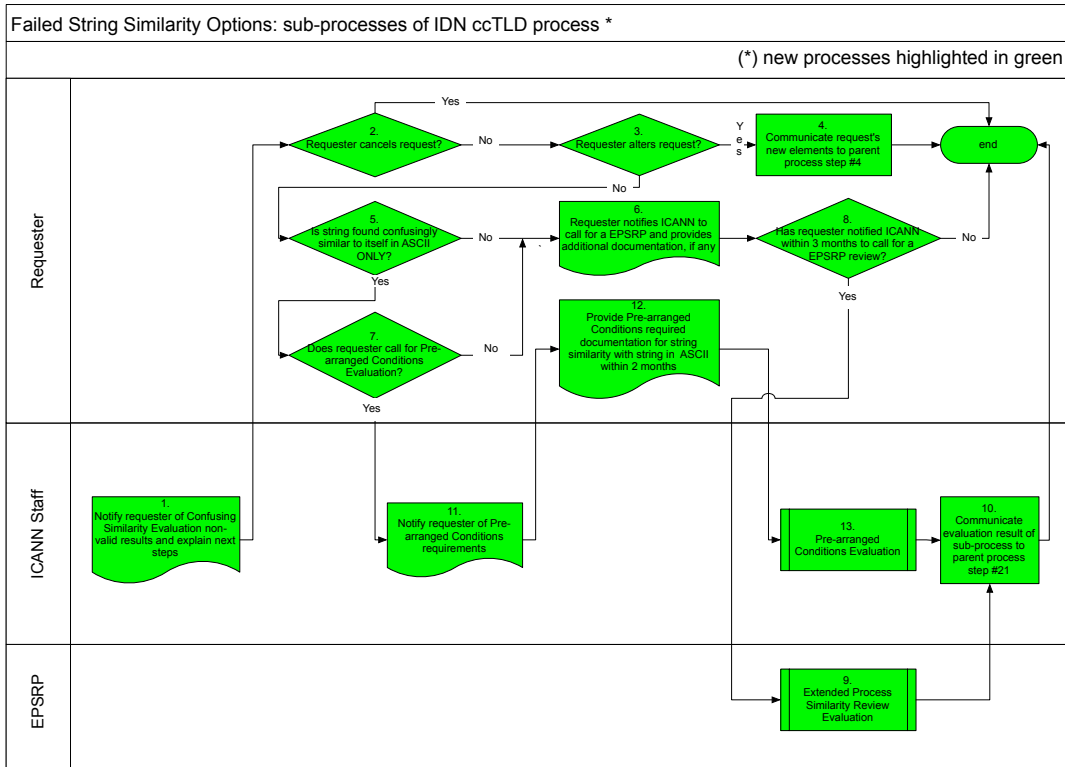 Failed String Similarity Options: sub-processes of IDN ccTLD process *
(*) new processes highlighted in green
Requester
Yes
2.
Requester cancels request?
No
3.
Requester alters request?
Yes
4.
Communicate request's
new elements to parent
process step #4
end
No
5.
Is string found confusingly
similar to itself in ASCII
ONLY?
No
Yes
6.
Requester notifies ICANN to
call for a EPSRP and provides
additional documentation, if any
8.
Has requester notified ICANN
within 3 months to call for a
EPSRP review?
No
Yes
7.
Does requester call for Pre-
arranged Conditions
Evaluation?
No
Yes
12.
Provide Pre-arranged
Conditions required
documentation for string
similarity with string in ASCII
within 2 months
ICANN Staff
1.
Notify requester of Confusing
Similarity Evaluation non-
valid results and explain next
steps
11.
Notify requester of Pre-
arranged Conditions
requirements
13.
Pre-arranged
Conditions Evaluation
10.
Communicate
evaluation result of
sub-process to
parent process
step #21
EPSRP
9.
Extended Process
Similarity Review
Evaluation